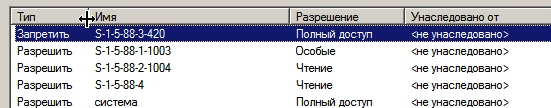 Тип Имя Разрешение Унаследовано от
Запретить S-1-5-88-3-420 Полный доступ <не унаследовано>
Разрешить S-1-5-88-1-1003 Особые <не унаследовано>
Разрешить S-1-5-88-2-1004 Чтение <не унаследовано>
Разрешить S-1-5-88-4 Чтение <не унаследовано>
Разрешить система Полный доступ <не унаследовано>